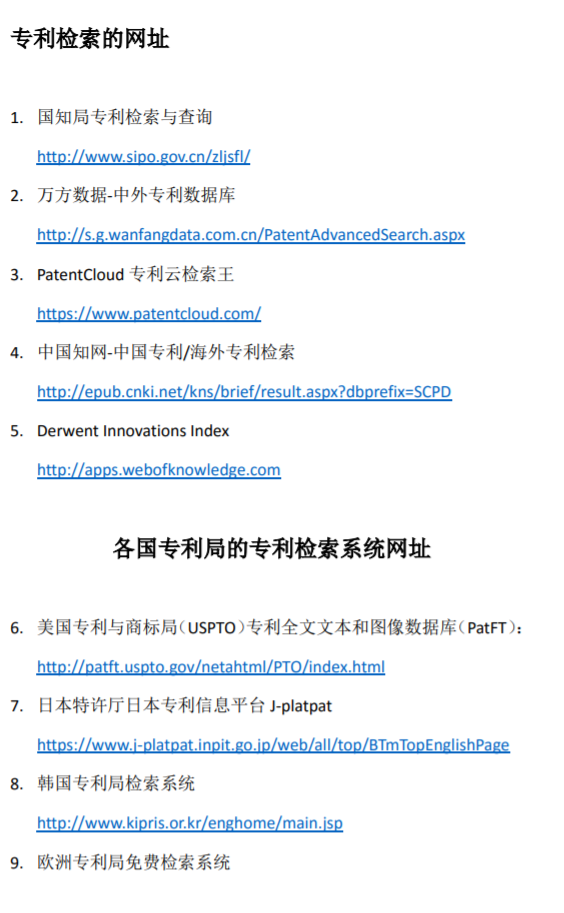 专利检索的网址
1. 国知局专利检索与查询
http://www.sipo.gov.cn/zljsfl/
2. 万方数据-中外专利数据库
http://s.g.wanfangdata.com.cn/PatentAdvancedSearch.aspx
3. PatentCloud 专利云检索王
https://www.patentcloud.com/
4. 中国知网-中国专利/海外专利检索
http://epub.cnki.net/kns/brief/result.aspx?dbprefix=SCPD
5. Derwent Innovations Index
http://apps.webofknowledge.com
各国专利局的专利检索系统网址
6. 美国专利与商标局（USPTO）专利全文文本和图像数据库（PatFT）：
http://patft.uspto.gov/netahtml/PTO/index.html
7. 日本特许厅日本专利信息平台 J-platpat
https://www.j-platpat.inpit.go.jp/web/all/top/BTmTopEnglishPage
8. 韩国专利局检索系统
http://www.kipris.or.kr/enghome/main.jsp
9. 欧洲专利局免费检索系统